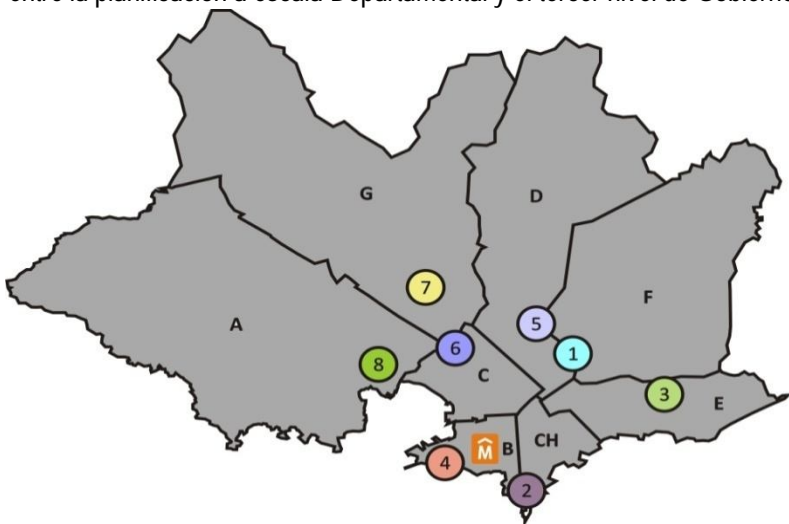 entre la planificación a escala Departamental y el tercer nivel de Gobierno
G
D
7
F
A
5
6
1
8
C
3
E
M
B
CH
4
2